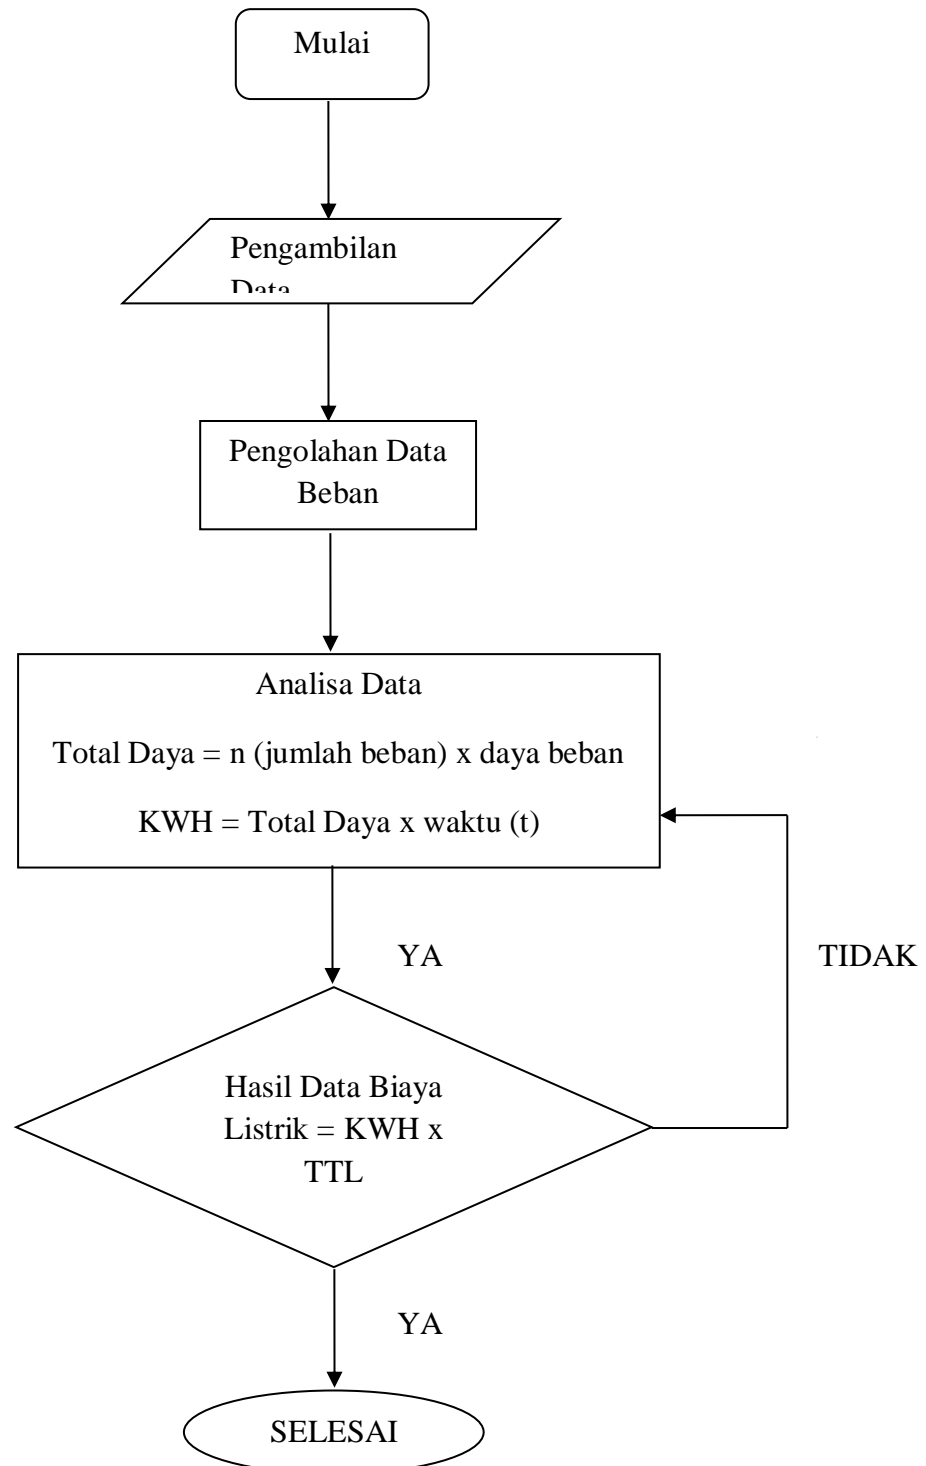 Mulai
Pengambilan
Data
Pengolahan Data
Beban
Analisa Data
Total Daya = n (jumlah beban) x daya beban
KWH = Total Daya x waktu (t)
YA
TIDAK
Hasil Data Biaya
Listrik = KWH x
TTL
YA
SELESAI